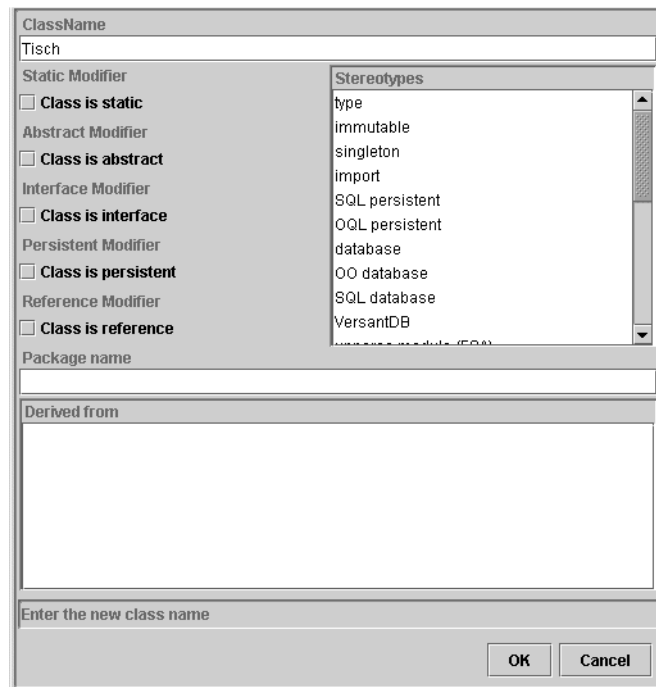 ClassName
Tisch
Static Modifier
Class is static
Abstract Modifier
Class is abstract
Interface Modifier
Class is interface
Persistent Modifier
Class is persistent
Reference Modifier
Class is reference
Stereotypes
type
immutable
singleton
import
SQL persistent
OQL persistent
database
OO database
SQL database
VersantDB
Package name
Derived from
Enter the new class name
OK
Cancel